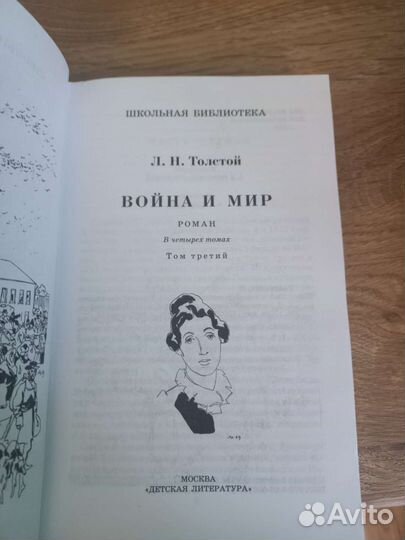 ШКОЛЬНАЯ БИБЛИОТЕКА
Л. Н. Толстой
ВОЙНА И МИР
РОМАН
В четырех томах
Том третий
МОСКВА
«ДЕТСКАЯ ЛИТЕРАТУРА»
Avito